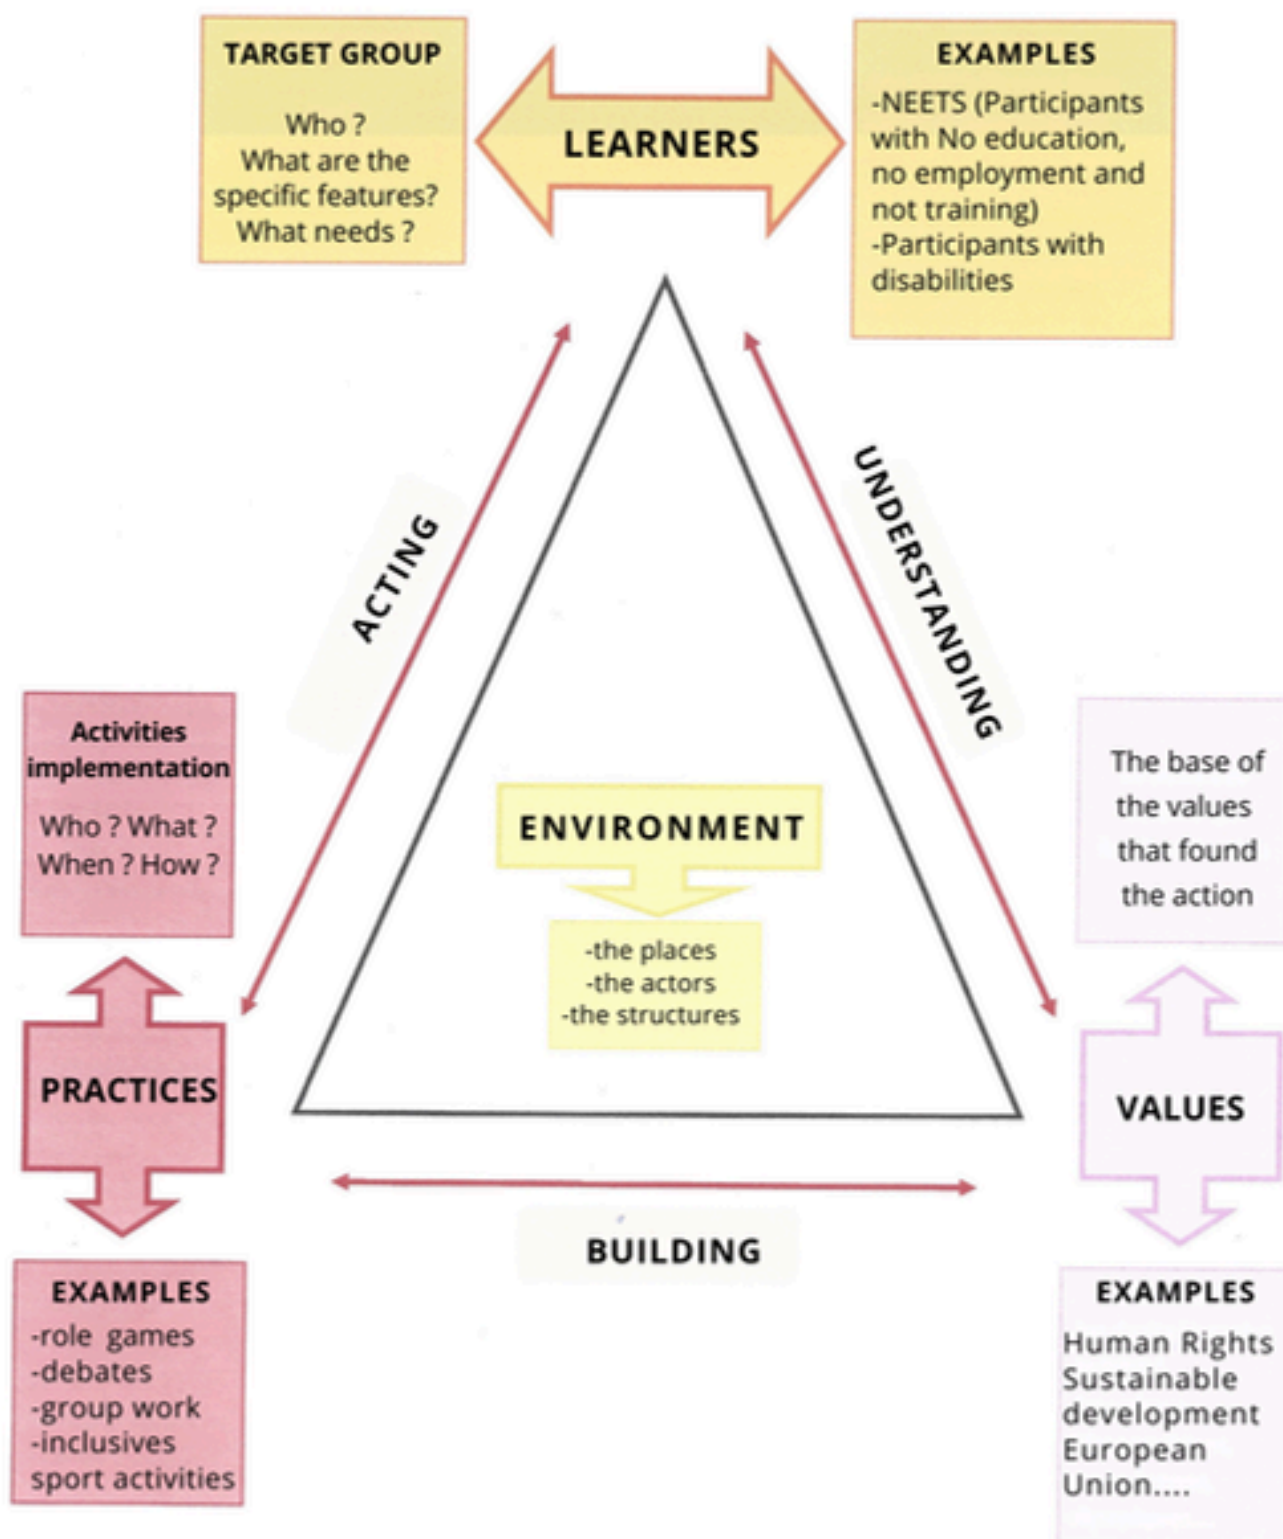 TARGET GROUP
Who ?
What are the
specific features?
What needs ?
LEARNERS
EXAMPLES
-NEETS (Participants
with No education,
no employment and
not training)
-Participants with
disabilities
ACTING
UNDERSTANDING
Activities
implementation
Who ? What ?
When ? How ?
PRACTICES
EXAMPLES
-role games
-debates
-group work
-inclusives
sport activities
ENVIRONMENT
-the places
-the actors
-the structures
BUILDING
The base of
the values
that found
the action
VALUES
EXAMPLES
Human Rights
Sustainable
development
European
Union....